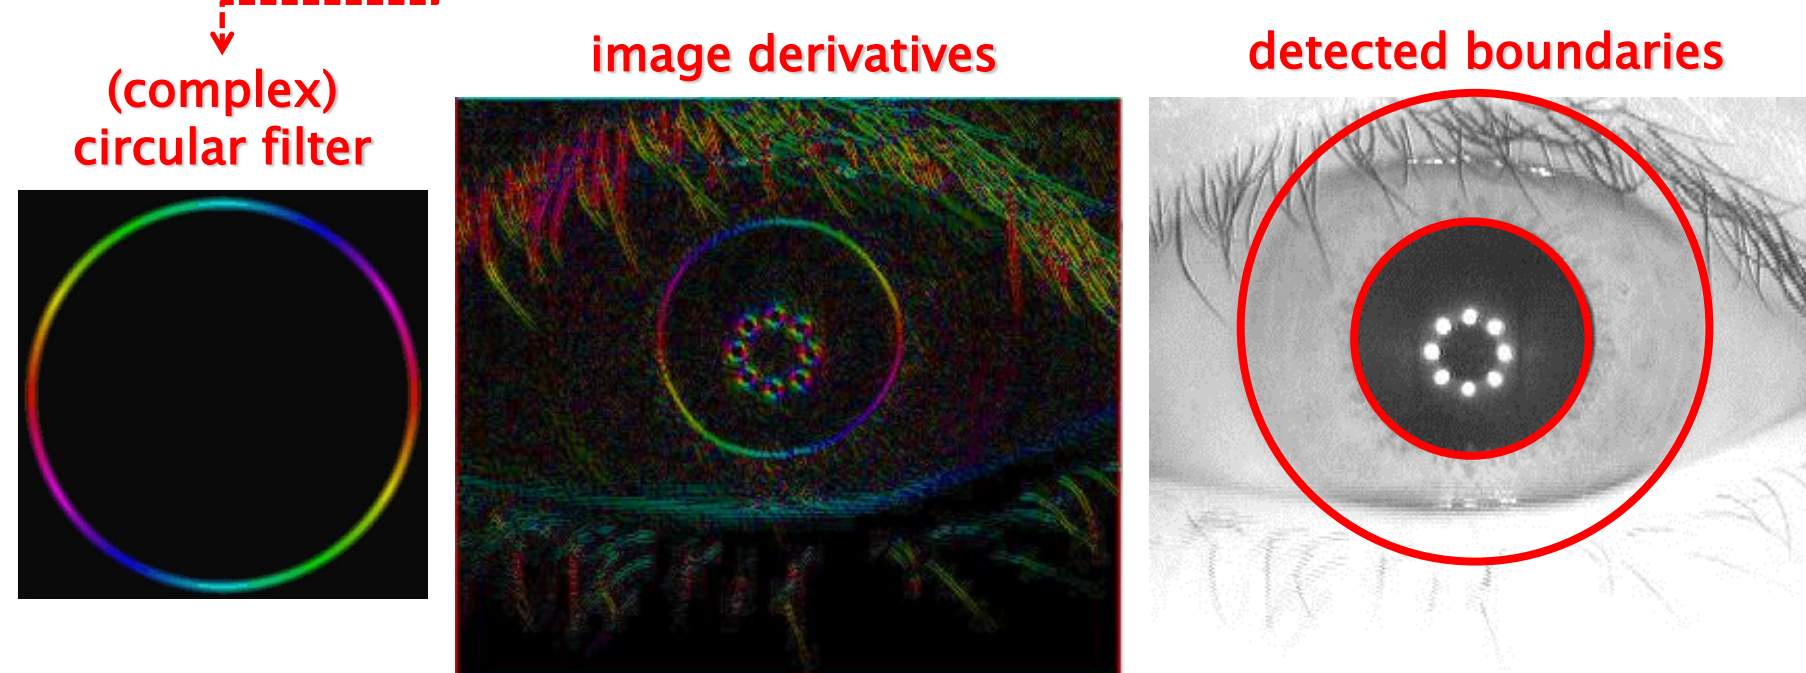 (complex)
circular filter
image derivatives
detected boundaries